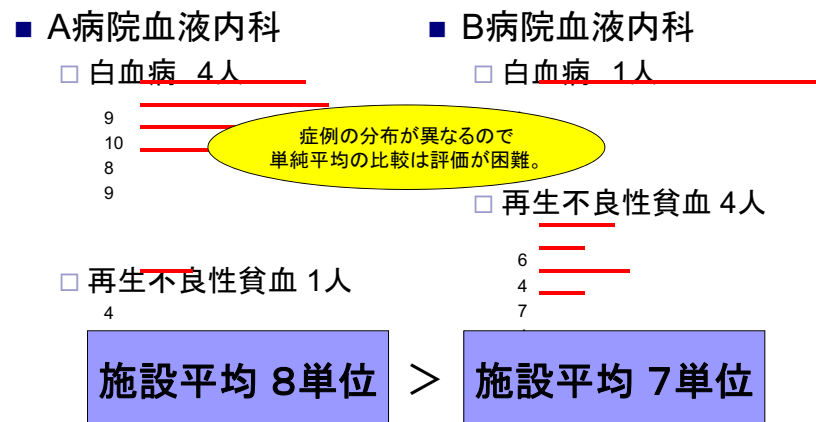 ■ A病院血液内科
□ 白血病 4人
9
10
8
9
□ 再生不良性貧血 1人
4
施設平均 8単位
＞
■ B病院血液内科
□ 白血病 1人
□ 再生不良性貧血 4人
6
4
7
施設平均 7単位
症例の分布が異なるので
単純平均の比較は評価が困難。